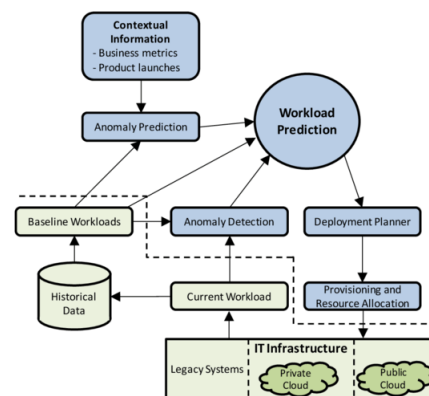 Contextual
Information
- Business metrics
- Product launches
Workload
Prediction
Anomaly Prediction
Baseline Workloads
Anomaly Detection
Deployment Planner
Historical
Data
Current Workload
Provisioning and
Resource Allocation
IT Infrastructure
Legacy Systems
Private
Cloud
Public
Cloud